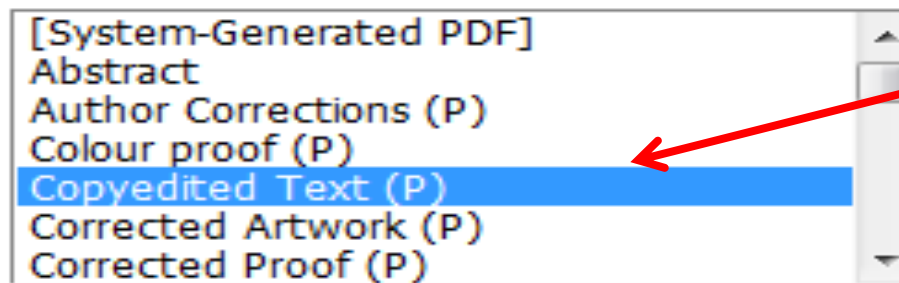 [System-Generated PDF]
Abstract
Author Corrections (P)
Colour proof (P)
Copyedited Text (P)
Corrected Artwork (P)
Corrected Proof (P)